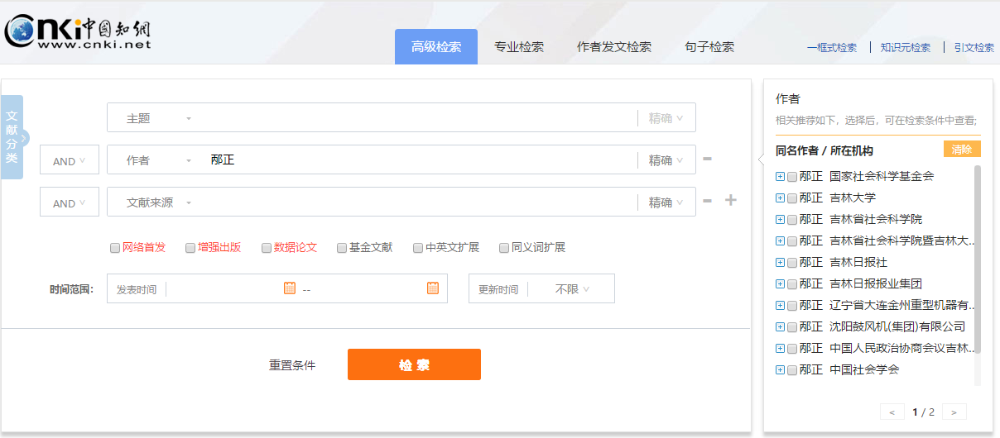 Cnki中国知网
www.cnki.net
高级检索 专业检索 作者发文检索 句子检索 一框式检索 知识元检索 引文检索
文献分类
主题 精确
AND 作者 邴正 精确
AND 文献来源 精确
网络首发 增强出版 数据论文 基金文献 中英文扩展 同义词扩展
时间范围： 发表时间 -- 更新时间 不限
重置条件 检索
作者
相关推荐如下，选择后，可在检索条件中查看;
同名作者 / 所在机构 清除
邴正 国家社会科学基金会
邴正 吉林大学
邴正 吉林省社会科学院
邴正 吉林省社会科学院暨吉林大...
邴正 吉林日报社
邴正 吉林日报报业集团
邴正 辽宁省大连金州重型机器有...
邴正 沈阳鼓风机(集团)有限公司
邴正 中国人民政治协商会议吉林...
邴正 中国社会学会
< 1 / 2 >